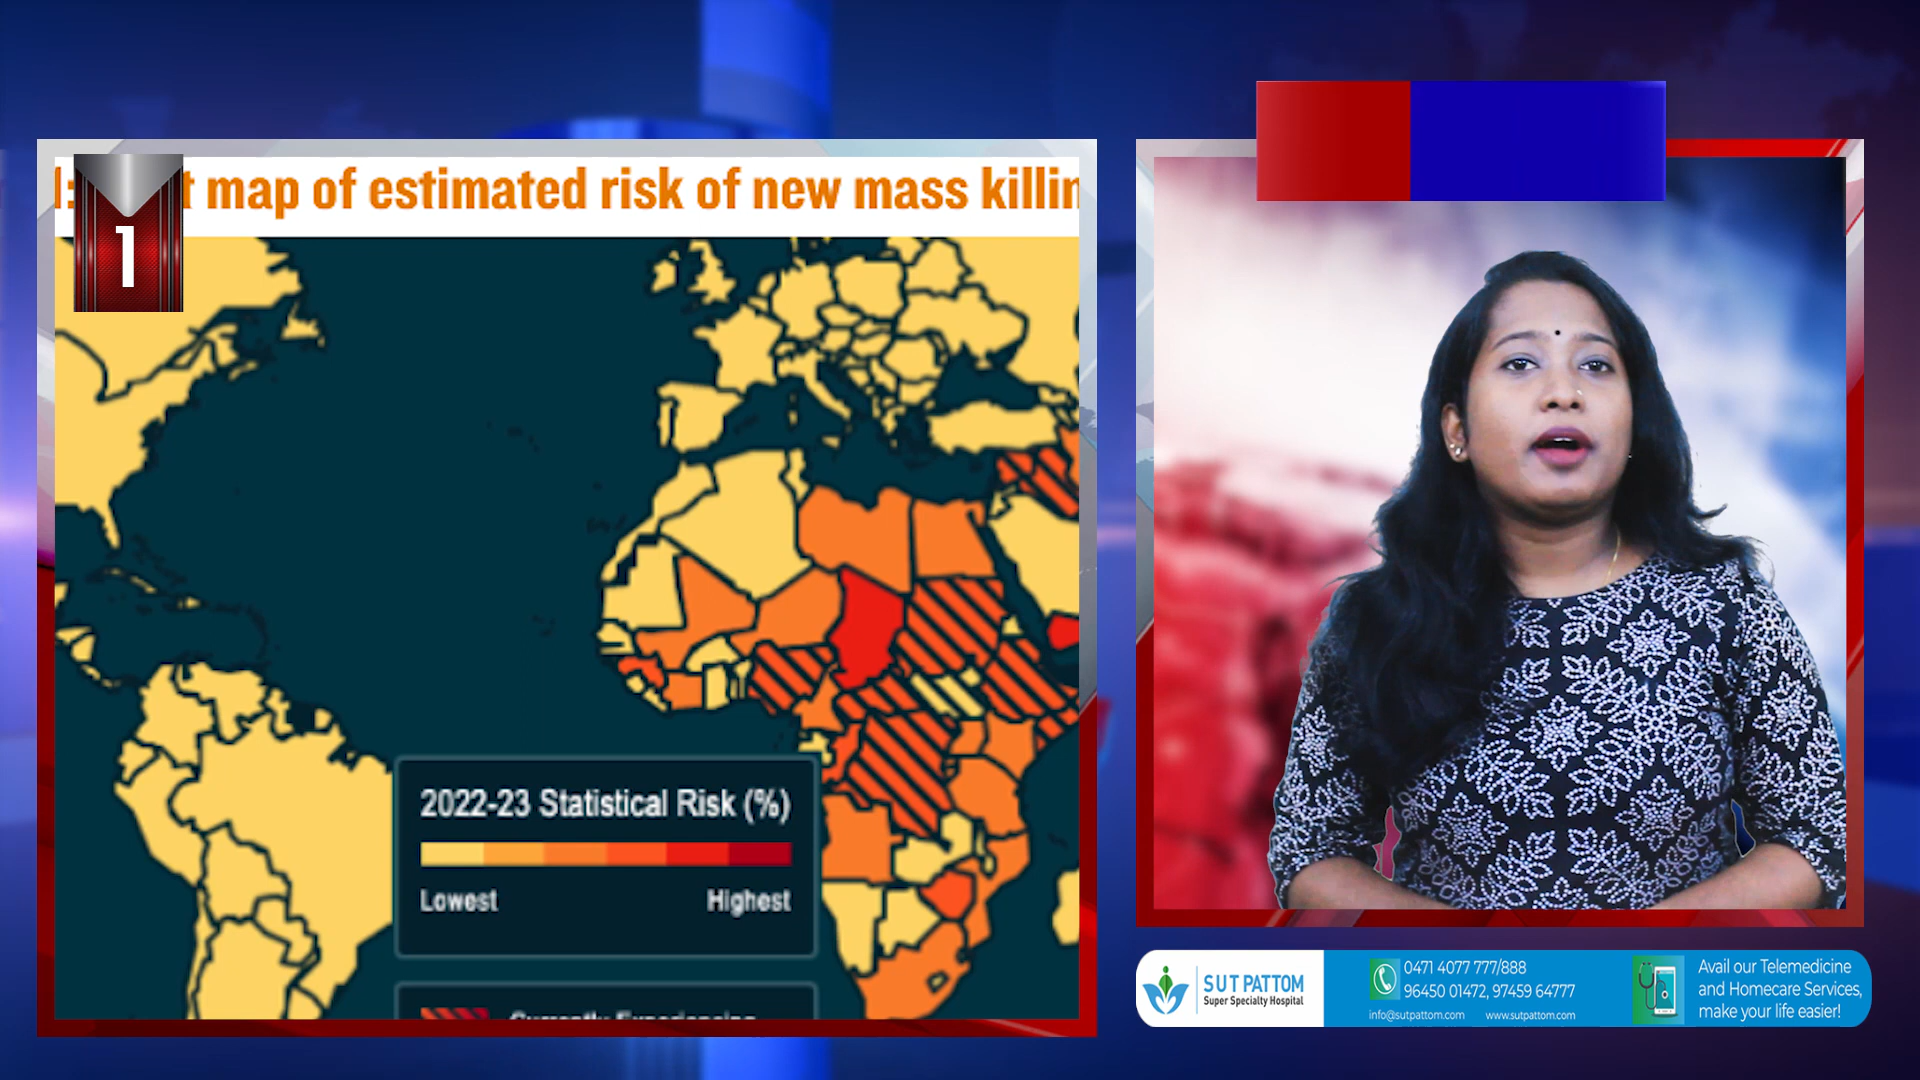 t map of estimated risk of new mass killin
1
2022-23 Statistical Risk (%)
Lowest
Highest
Currently Experiencing
SUT PATTOM
Super Specialty Hospital
0471 4077 777/888
96450 01472, 97459 64777
info@sutpattom.com
www.sutpattom.com
Avail our Telemedicine
and Homecare Services,
make your life easier!